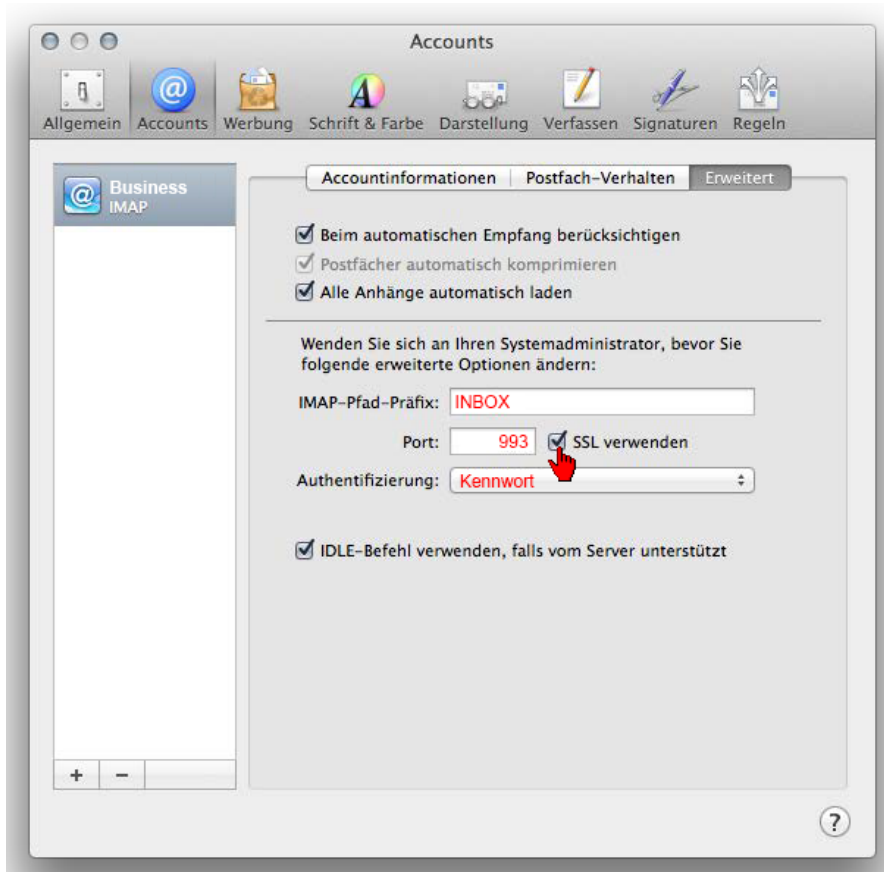 Accounts
Allgemein Accounts Werbung Schrift & Farbe Darstellung Verfassen Signaturen Regeln
Business
IMAP
Accountinformationen Postfach-Verhalten Erweitert
Beim automatischen Empfang berücksichtigen
Postfächer automatisch komprimieren
Alle Anhänge automatisch laden
Wenden Sie sich an Ihren Systemadministrator, bevor Sie
folgende erweiterte Optionen ändern:
IMAP-Pfad-Präfix: INBOX
Port: 993 SSL verwenden
Authentifizierung: Kennwort
IDLE-Befehl verwenden, falls vom Server unterstützt
+ −
?